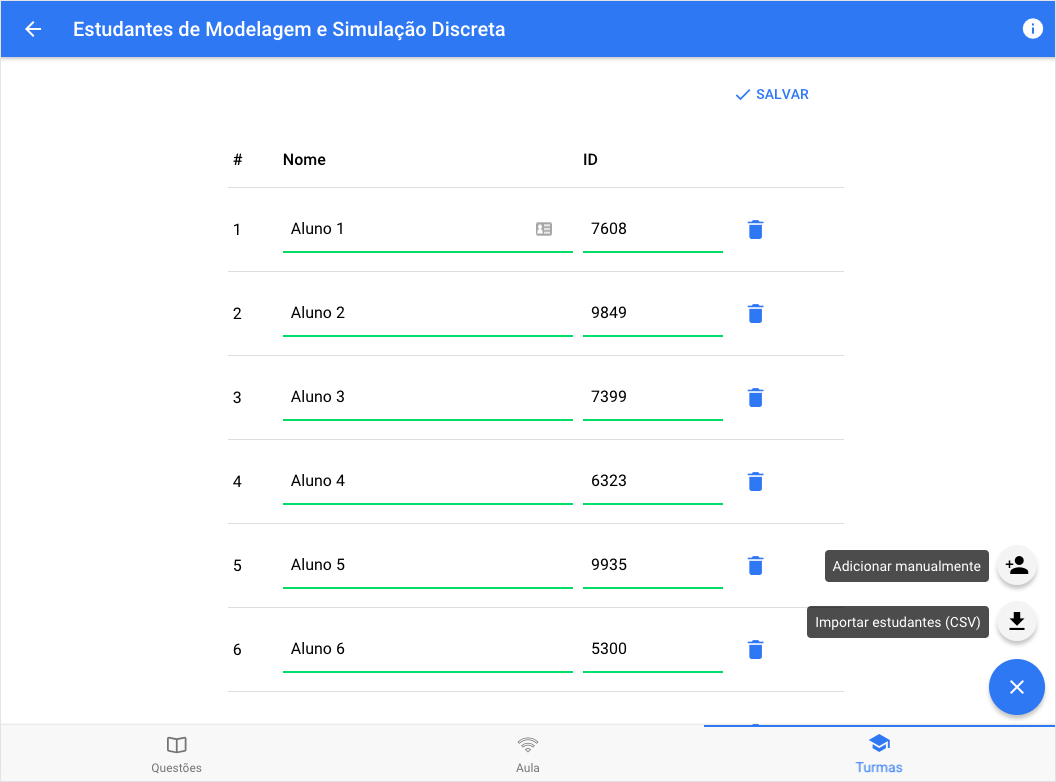 Estudantes de Modelagem e Simulação Discreta
SALVAR
# Nome ID
1 Aluno 1 7608
2 Aluno 2 9849
3 Aluno 3 7399
4 Aluno 4 6323
5 Aluno 5 9935
Adicionar manualmente
Importar estudantes (CSV)
6 Aluno 6 5300
Questões Aula Turmas